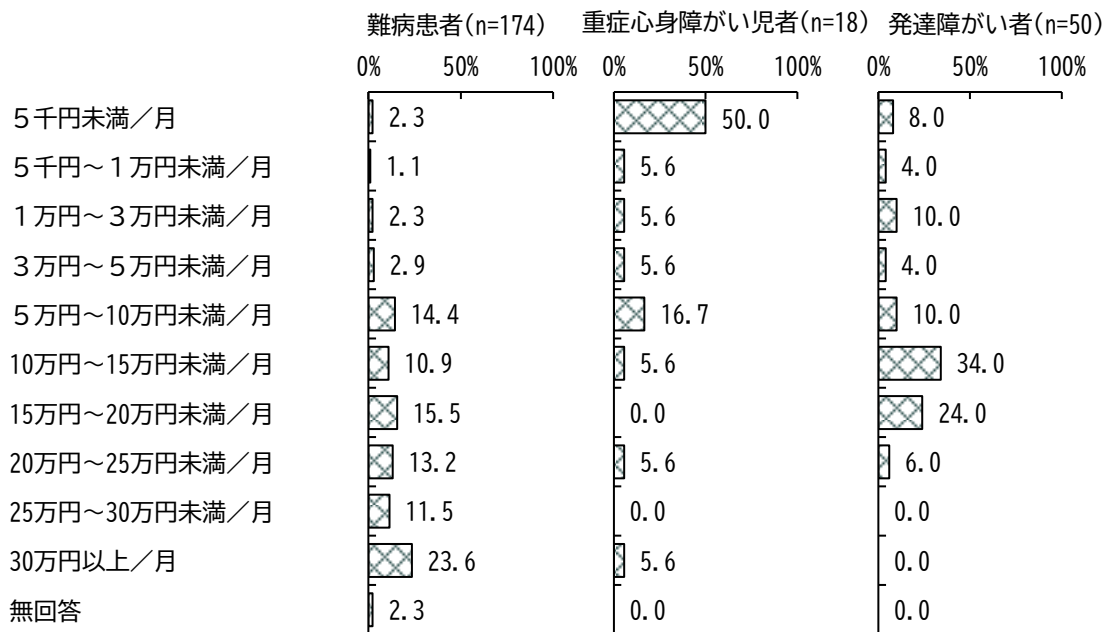 難病患者(n=174) 重症心身障がい児者(n=18) 発達障がい者(n=50)
0% 50% 100% 0% 50% 100% 0% 50% 100%
５千円未満／月 2.3 50.0 8.0
５千円～１万円未満／月 1.1 5.6 4.0
１万円～３万円未満／月 2.3 5.6 10.0
３万円～５万円未満／月 2.9 5.6 4.0
５万円～10万円未満／月 14.4 16.7 10.0
10万円～15万円未満／月 10.9 5.6 34.0
15万円～20万円未満／月 15.5 0.0 24.0
20万円～25万円未満／月 13.2 5.6 6.0
25万円～30万円未満／月 11.5 0.0 0.0
30万円以上／月 23.6 5.6 0.0
無回答 2.3 0.0 0.0